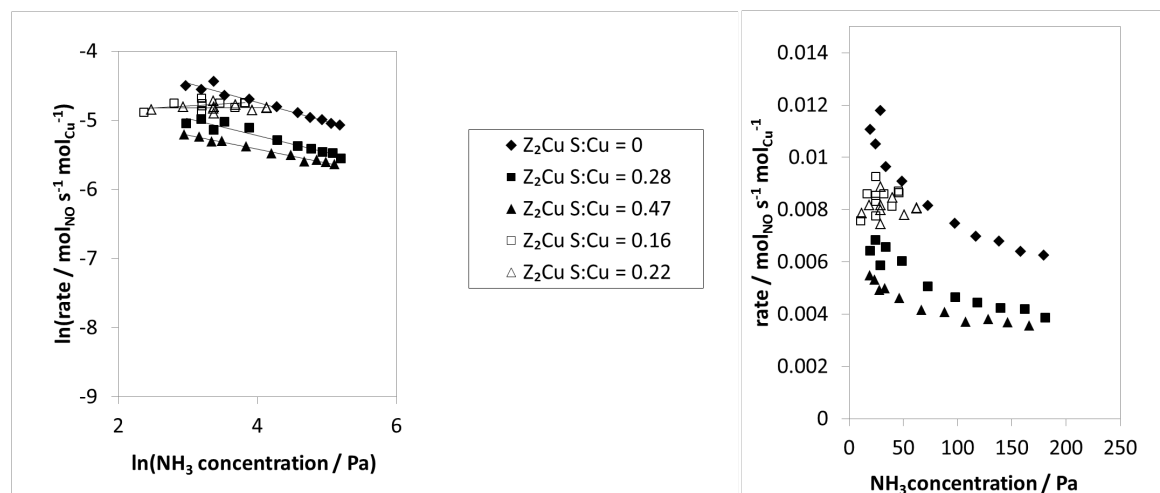 -4
-5
-6
-7
-8
-9
2 4 6
ln(rate / mol_NO s⁻¹ mol_Cu⁻¹)
ln(NH₃ concentration / Pa)
Z₂Cu S:Cu = 0
Z₂Cu S:Cu = 0.28
Z₂Cu S:Cu = 0.47
Z₂Cu S:Cu = 0.16
Z₂Cu S:Cu = 0.22
0.014
0.012
0.01
0.008
0.006
0.004
0.002
0
0 50 100 150 200 250
rate / mol_NO s⁻¹ mol_Cu⁻¹
NH₃concentration / Pa